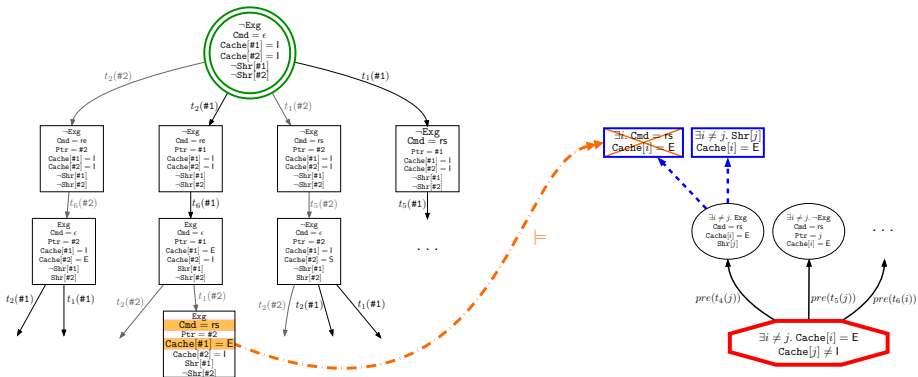 ¬Exg
Cmd = ϵ
Cache[#1] = I
Cache[#2] = I
¬Shr[#1]
¬Shr[#2]
t₂(#2)
t₂(#1)
t₁(#2)
t₁(#1)
¬Exg
Cmd = re
Ptr = #2
Cache[#1] = I
Cache[#2] = I
¬Shr[#1]
¬Shr[#2]
¬Exg
Cmd = re
Ptr = #1
Cache[#1] = I
Cache[#2] = I
¬Shr[#1]
¬Shr[#2]
¬Exg
Cmd = rs
Ptr = #2
Cache[#1] = I
Cache[#2] = I
¬Shr[#1]
¬Shr[#2]
¬Exg
Cmd = rs
Ptr = #1
Cache[#1] = I
Cache[#2] = I
¬Shr[#1]
¬Shr[#2]
t₆(#2)
t₆(#1)
t₅(#2)
t₅(#1)
Exg
Cmd = ϵ
Ptr = #2
Cache[#1] = I
Cache[#2] = E
¬Shr[#1]
Shr[#2]
Exg
Cmd = ϵ
Ptr = #1
Cache[#1] = E
Cache[#2] = I
Shr[#1]
¬Shr[#2]
¬Exg
Cmd = ϵ
Ptr = #2
Cache[#1] = I
Cache[#2] = S
¬Shr[#1]
Shr[#2]
. . .
t₂(#1)
t₁(#1)
t₂(#2)
t₁(#2)
t₂(#2)
t₂(#1)
t₁(#1)
Exg
Cmd = rs
Ptr = #2
Cache[#1] = E
Cache[#2] = I
Shr[#1]
¬Shr[#2]
⊨
∃i. Cmd = rs
Cache[i] = E
∃i ≠ j. Shr[j]
Cache[i] = E
∃i ≠ j. Exg
Cmd = rs
Cache[i] = E
Shr[j]
∃i ≠ j. ¬Exg
Cmd = rs
Ptr = j
Cache[i] = E
. . .
pre(t₄(j))
pre(t₅(j))
pre(t₆(i))
∃i ≠ j. Cache[i] = E
Cache[j] ≠ I